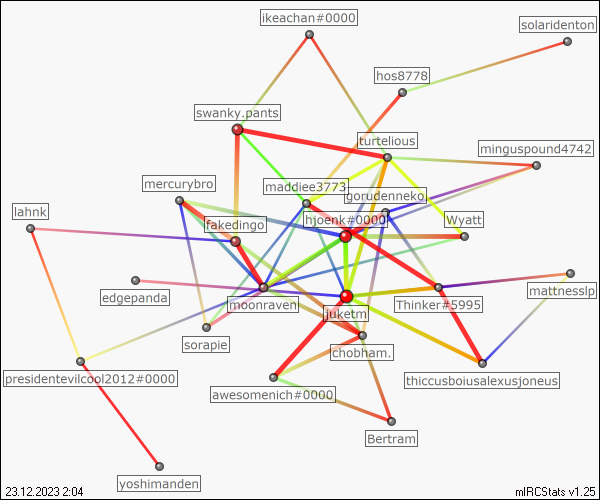 ikeachan#0000
solaridenton
hos8778
swanky.pants
turtelious
minguspound4742
mercurybro
maddiee3773
gorudenneko
lahnk
fakedingo
hjoenk#0000
Wyatt
edgepanda
moonraven
juketm
Thinker#5995
mattnesslp
sorapie
chobham.
presidentevilcool2012#0000
awesomenich#0000
thiccusboiusalexusjoneus
Bertram
yoshimanden
23.12.2023 2:04
mIRCStats v1.25